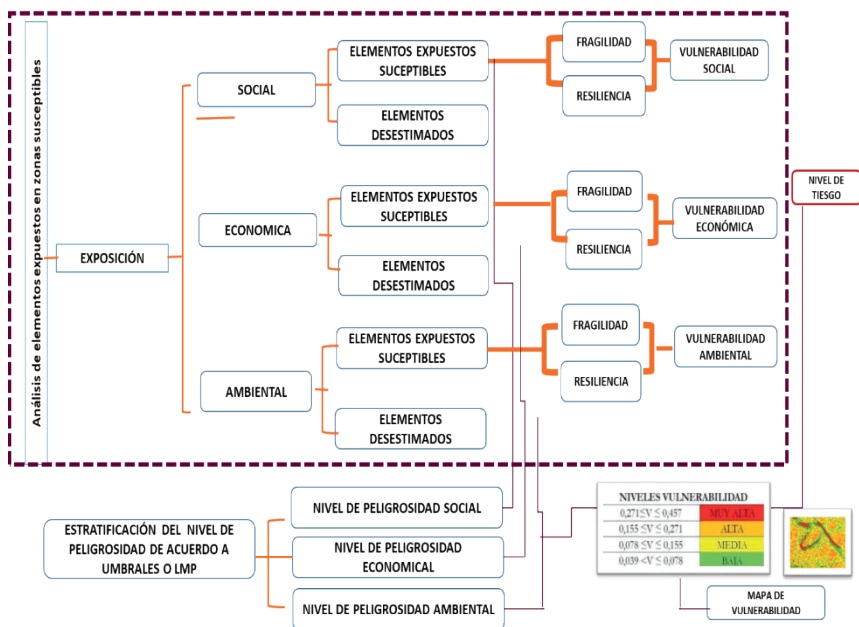 Análisis de elementos expuestos en zonas susceptibles
EXPOSICIÓN
SOCIAL
ELEMENTOS EXPUESTOS
SUCEPTIBLES
ELEMENTOS
DESESTIMADOS
FRAGILIDAD
RESILIENCIA
VULNERABILIDAD
SOCIAL
ECONOMICA
ELEMENTOS EXPUESTOS
SUCEPTIBLES
ELEMENTOS
DESESTIMADOS
FRAGILIDAD
RESILIENCIA
VULNERABILIDAD
ECONÓMICA
AMBIENTAL
ELEMENTOS EXPUESTOS
SUCEPTIBLES
ELEMENTOS
DESESTIMADOS
FRAGILIDAD
RESILIENCIA
VULNERABILIDAD
AMBIENTAL
NIVEL DE
TIESGO
ESTRATIFICACIÓN DEL NIVEL DE
PELIGROSIDAD DE ACUERDO A
UMBRALES O LMP
NIVEL DE PELIGROSIDAD SOCIAL
NIVEL DE PELIGROSIDAD
ECONOMICAL
NIVEL DE PELIGROSIDAD AMBIENTAL
NIVELES VULNERABILIDAD
0,271≤V ≤ 0,457 MUY ALTA
0,155 ≤V ≤ 0,271 ALTA
0,078 ≤V ≤ 0,155 MEDIA
0,039 <V ≤ 0,078 BAJA
MAPA DE
VULNERABILIDAD